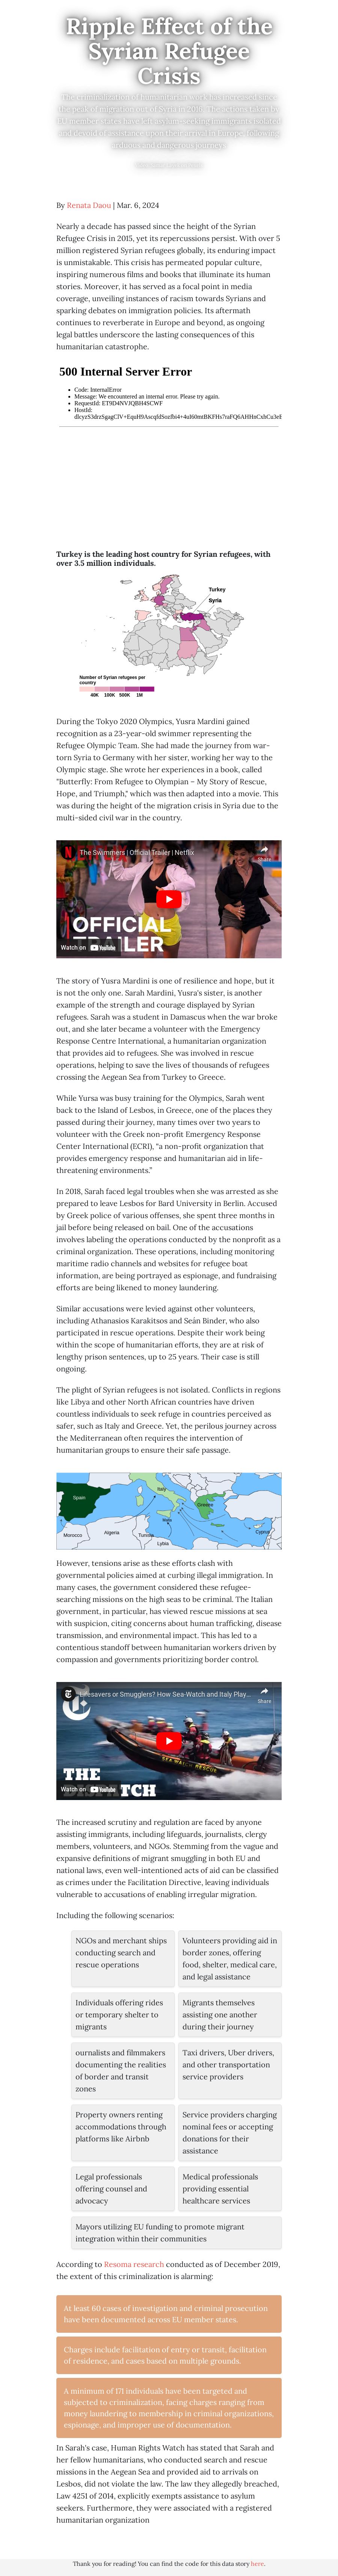 Ripple Effect of the
Syrian Refugee
Crisis
The criminalization of humanitarian work has increased since
the peak of migration out of Syria in 2016. The actions taken by
EU member states have left asylum-seeking immigrants isolated
and devoid of assistance upon their arrival in Europe, following
arduous and dangerous journeys.
By Renata Daou | Mar. 6, 2024
Nearly a decade has passed since the height of the Syrian
Refugee Crisis in 2015, yet its repercussions persist. With over 5
million registered Syrian refugees globally, its enduring impact
is unmistakable. This crisis has permeated popular culture,
inspiring numerous films and books that illuminate its human
stories. Moreover, it has served as a focal point in media
coverage, unveiling instances of racism towards Syrians and
sparking debates on immigration policies. Its aftermath
continues to reverberate in Europe and beyond, as ongoing
legal battles underscore the lasting consequences of this
humanitarian catastrophe.
500 Internal Server Error
Code: InternalError
Message: We encountered an internal error. Please try again.
RequestId: ET9D4NVJQBH4SCWF
HostId:
Turkey is the leading host country for Syrian refugees, with
over 3.5 million individuals.
Turkey
Syria
Number of Syrian refugees per
country
40K 100K 500K 1M
During the Tokyo 2020 Olympics, Yusra Mardini gained
recognition as a 23-year-old swimmer representing the
Refugee Olympic Team. She had made the journey from war-
torn Syria to Germany with her sister, working her way to the
Olympic stage. She wrote her experiences in a book, called
"Butterfly: From Refugee to Olympian – My Story of Rescue,
Hope, and Triumph," which was then adapted into a movie. This
was during the height of the migration crisis in Syria due to the
multi-sided civil war in the country.
The Swimmers | Official Trailer | Netflix
Share
OFFICIAL
TRAILER
Watch on YouTube
The story of Yusra Mardini is one of resilience and hope, but it
is not the only one. Sarah Mardini, Yusra's sister, is another
example of the strength and courage displayed by Syrian
refugees. Sarah was a student in Damascus when the war broke
out, and she later became a volunteer with the Emergency
Response Centre International, a humanitarian organization
that provides aid to refugees. She was involved in rescue
operations, helping to save the lives of thousands of refugees
crossing the Aegean Sea from Turkey to Greece.
While Yursa was busy training for the Olympics, Sarah went
back to the Island of Lesbos, in Greece, one of the places they
passed during their journey, many times over two years to
volunteer with the Greek non-profit Emergency Response
Center International (ECRI), "a non-profit organization that
provides emergency response and humanitarian aid in life-
threatening environments."
In 2018, Sarah faced legal troubles when she was arrested as she
prepared to leave Lesbos for Bard University in Berlin. Accused
by Greek police of various offenses, she spent three months in
jail before being released on bail. One of the accusations
involves labeling the operations conducted by the nonprofit as a
criminal organization. These operations, including monitoring
maritime radio channels and websites for refugee boat
information, are being portrayed as espionage, and fundraising
efforts are being likened to money laundering.
Similar accusations were levied against other volunteers,
including Athanasios Karakitsos and Seán Binder, who also
participated in rescue operations. Despite their work being
within the scope of humanitarian efforts, they are at risk of
lengthy prison sentences, up to 25 years. Their case is still
ongoing.
The plight of Syrian refugees is not isolated. Conflicts in regions
like Libya and other North African countries have driven
countless individuals to seek refuge in countries perceived as
safer, such as Italy and Greece. Yet, the perilous journey across
the Mediterranean often requires the intervention of
humanitarian groups to ensure their safe passage.
Italy
Spain
Greece
Malta
Cyprus
Morocco
Algeria
Tunisia
Lybia
However, tensions arise as these efforts clash with
governmental policies aimed at curbing illegal immigration. In
many cases, the government considered these refugee-
searching missions on the high seas to be criminal. The Italian
government, in particular, has viewed rescue missions at sea
with suspicion, citing concerns about human trafficking, disease
transmission, and environmental impact. This has led to a
contentious standoff between humanitarian workers driven by
compassion and governments prioritizing border control.
Lifesavers or Smugglers? How Sea-Watch and Italy Play...
Share
SEA-WATCH RESCUE
THE
DISPATCH
Watch on YouTube
The increased scrutiny and regulation are faced by anyone
assisting immigrants, including lifeguards, journalists, clergy
members, volunteers, and NGOs. Stemming from the vague and
expansive definitions of migrant smuggling in both EU and
national laws, even well-intentioned acts of aid can be classified
as crimes under the Facilitation Directive, leaving individuals
vulnerable to accusations of enabling irregular migration.
Including the following scenarios:
NGOs and merchant ships
conducting search and
rescue operations
Volunteers providing aid in
border zones, offering
food, shelter, medical care,
and legal assistance
Individuals offering rides
or temporary shelter to
migrants
Migrants themselves
assisting one another
during their journey
ournalists and filmmakers
documenting the realities
of border and transit
zones
Taxi drivers, Uber drivers,
and other transportation
service providers
Property owners renting
accommodations through
platforms like Airbnb
Service providers charging
nominal fees or accepting
donations for their
assistance
Legal professionals
offering counsel and
advocacy
Medical professionals
providing essential
healthcare services
Mayors utilizing EU funding to promote migrant
integration within their communities
According to Resoma research conducted as of December 2019,
the extent of this criminalization is alarming:
At least 60 cases of investigation and criminal prosecution
have been documented across EU member states.
Charges include facilitation of entry or transit, facilitation
of residence, and cases based on multiple grounds.
A minimum of 171 individuals have been targeted and
subjected to criminalization, facing charges ranging from
money laundering to membership in criminal organizations,
espionage, and improper use of documentation.
In Sarah's case, Human Rights Watch has stated that Sarah and
her fellow humanitarians, who conducted search and rescue
missions in the Aegean Sea and provided aid to arrivals on
Lesbos, did not violate the law. The law they allegedly breached,
Law 4251 of 2014, explicitly exempts assistance to asylum
seekers. Furthermore, they were associated with a registered
humanitarian organization
Thank you for reading! You can find the code for this data story here.